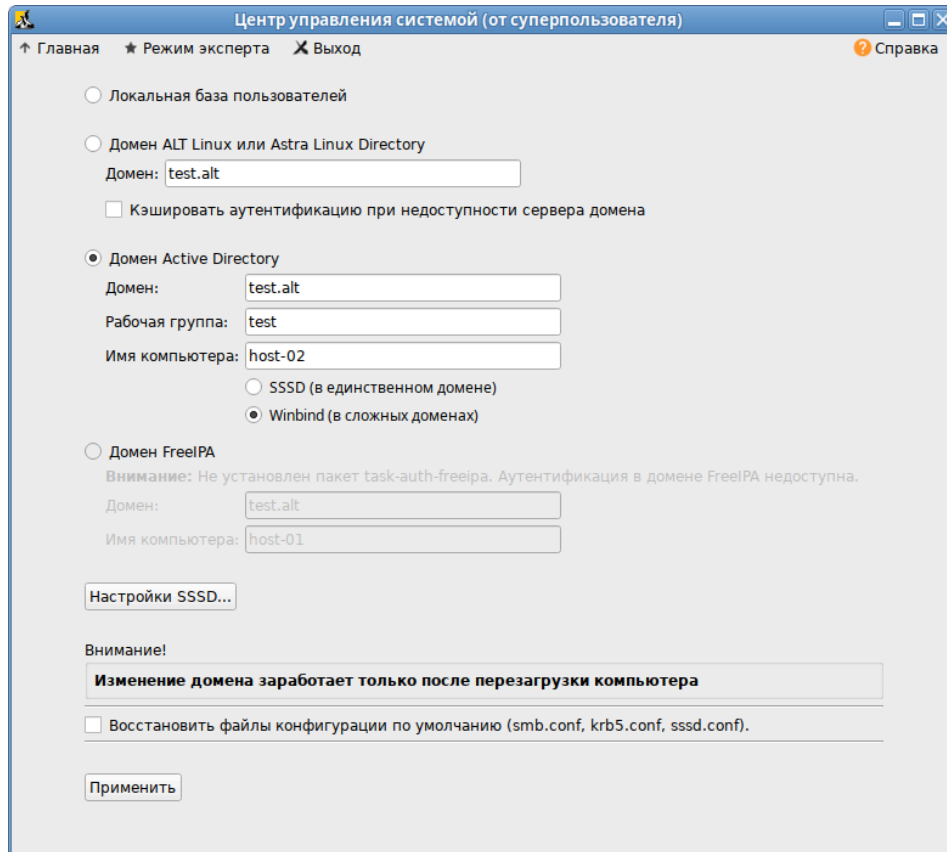 Центр управления системой (от суперпользователя)
Главная Режим эксперта Выход Справка
Локальная база пользователей
Домен ALT Linux или Astra Linux Directory
Домен: test.alt
Кэшировать аутентификацию при недоступности сервера домена
Домен Active Directory
Домен: test.alt
Рабочая группа: test
Имя компьютера: host-02
SSSD (в единственном домене)
Winbind (в сложных доменах)
Домен FreeIPA
Внимание: Не установлен пакет task-auth-freeipa. Аутентификация в домене FreeIPA недоступна.
Домен: test.alt
Имя компьютера: host-01
Настройки SSSD...
Внимание!
Изменение домена заработает только после перезагрузки компьютера
Восстановить файлы конфигурации по умолчанию (smb.conf, krb5.conf, sssd.conf).
Применить